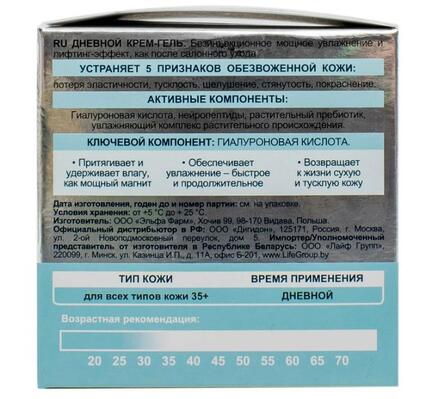 RU ДНЕВНОЙ КРЕМ-ГЕЛЬ. Безинъекционное мощное увлажнение и
лифтинг-эффект, как после салонного ухода.
УСТРАНЯЕТ 5 ПРИЗНАКОВ ОБЕЗВОЖЕННОЙ КОЖИ:
потеря эластичности, тусклость, шелушение, стянутость, покраснение.
АКТИВНЫЕ КОМПОНЕНТЫ:
Гиалуроновая кислота, нейропептиды, растительный пребиотик,
увлажняющий комплекс растительного происхождения.
КЛЮЧЕВОЙ КОМПОНЕНТ: ГИАЛУРОНОВАЯ КИСЛОТА.
• Притягивает и удерживает влагу, как мощный магнит
• Обеспечивает увлажнение – быстрое и продолжительное
• Возвращает к жизни сухую и тусклую кожу
Дата изготовления, годен до и номер партии: см. на упаковке.
Условия хранения: от +5 °С до + 25 °С.
Изготовитель: ООО «Эльфа Фарм», Хочив 99, 98-170 Видава, Польша.
Официальный дистрибьютор в РФ: ООО «Дигидон», 125171, Россия, г. Москва,
ул. 2-ой Новоподмосковный переулок, дом 5. Импортер/Уполномоченный
представитель от изготовителя в Республике Беларусь: ООО «Лайф Групп»,
220099, г. Минск, ул. Казинца И.П., д. 11А, офис Б-201, www.LifeGroup.by
ТИП КОЖИ
ВРЕМЯ ПРИМЕНЕНИЯ
для всех типов кожи 35+
ДНЕВНОЙ
Возрастная рекомендация:
20 25 30 35 40 45 50 55 60 65 70